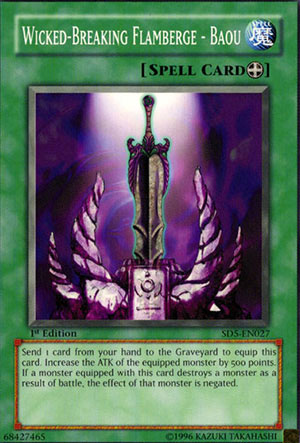 WICKED-BREAKING FLAMBERGE - BAOU
魔
[SPELL CARD]
1st Edition
SD5-EN027
Send 1 card from your hand to the Graveyard to equip this
card. Increase the ATK of the equipped monster by 500 points.
If a monster equipped with this card destroys a monster as a
result of battle, the effect of that monster is negated.
68427465
©1996 KAZUKI TAKAHASHI